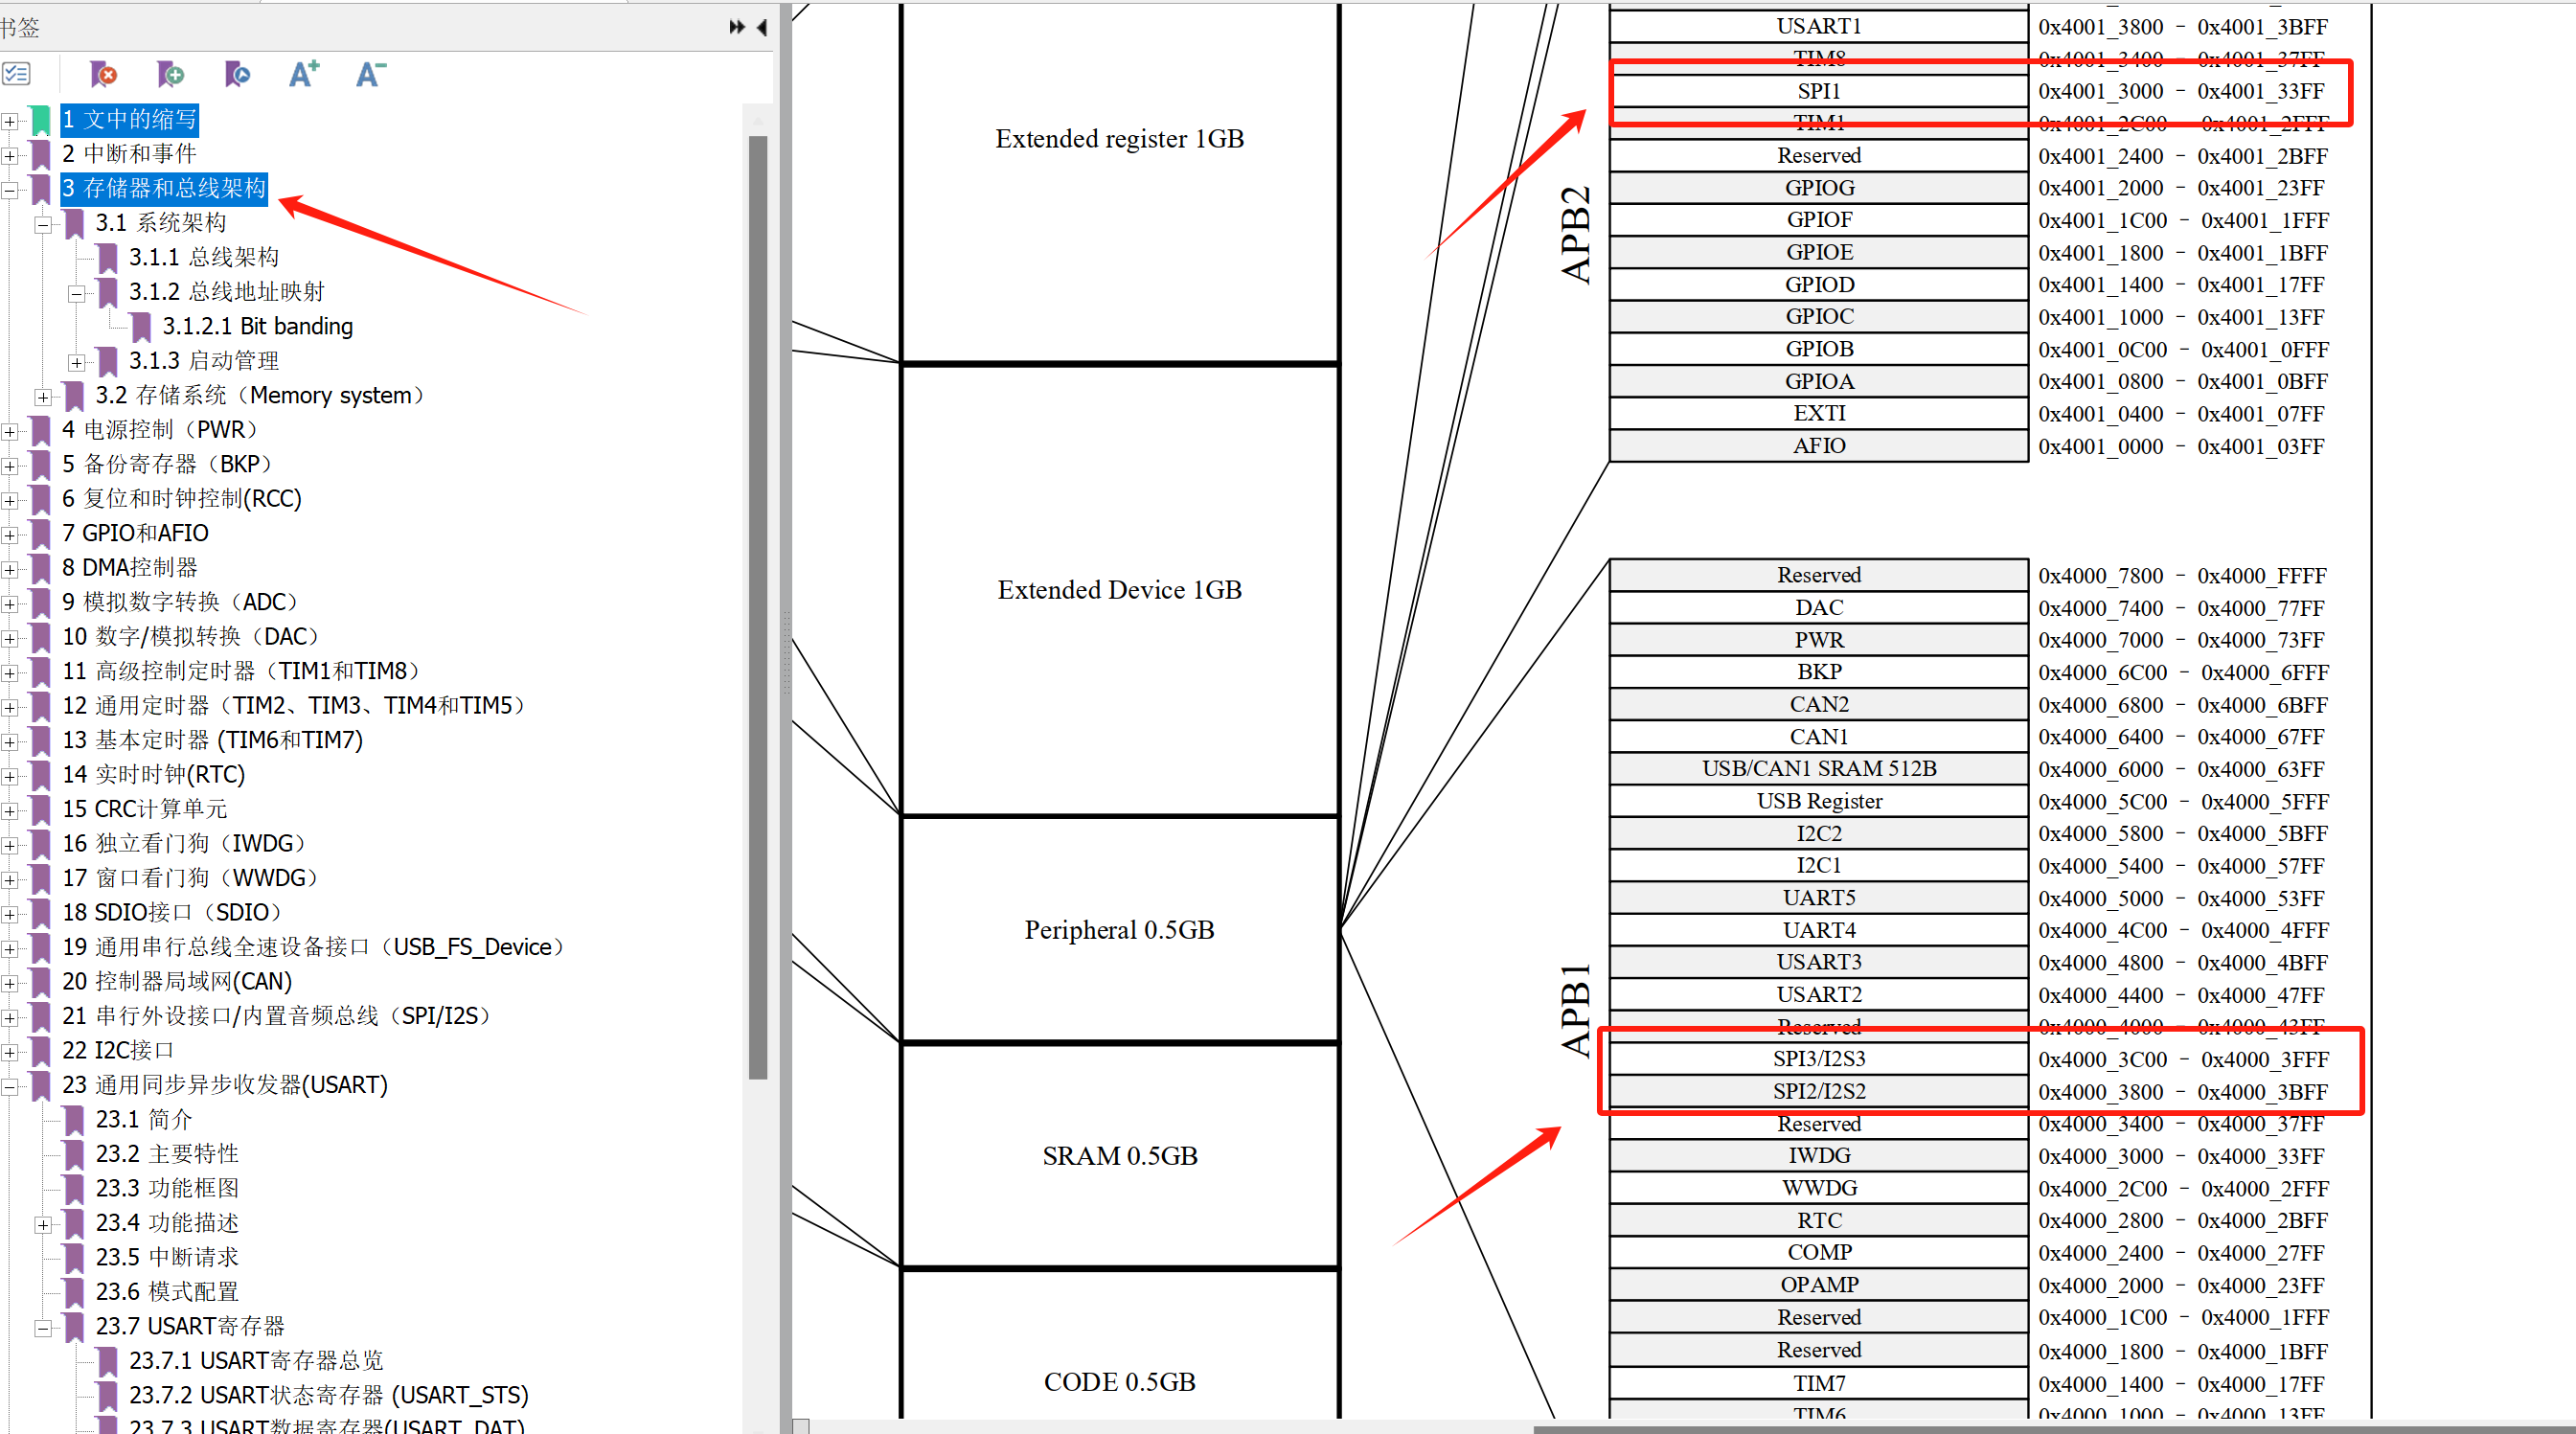 书签
1 文中的缩写
2 中断和事件
3 存储器和总线架构
3.1 系统架构
3.1.1 总线架构
3.1.2 总线地址映射
3.1.2.1 Bit banding
3.1.3 启动管理
3.2 存储系统（Memory system）
4 电源控制（PWR）
5 备份寄存器（BKP）
6 复位和时钟控制(RCC)
7 GPIO和AFIO
8 DMA控制器
9 模拟数字转换（ADC）
10 数字/模拟转换（DAC）
11 高级控制定时器（TIM1和TIM8）
12 通用定时器（TIM2、TIM3、TIM4和TIM5）
13 基本定时器 (TIM6和TIM7)
14 实时时钟(RTC)
15 CRC计算单元
16 独立看门狗（IWDG）
17 窗口看门狗（WWDG）
18 SDIO接口（SDIO）
19 通用串行总线全速设备接口（USB_FS_Device）
20 控制器局域网(CAN)
21 串行外设接口/内置音频总线（SPI/I2S）
22 I2C接口
23 通用同步异步收发器(USART)
23.1 简介
23.2 主要特性
23.3 功能框图
23.4 功能描述
23.5 中断请求
23.6 模式配置
23.7 USART寄存器
23.7.1 USART寄存器总览
23.7.2 USART状态寄存器 (USART_STS)
23.7.3 USART数据寄存器(USART_DAT)
Extended register 1GB
Extended Device 1GB
Peripheral 0.5GB
SRAM 0.5GB
CODE 0.5GB
APB2
USART1 0x4001_3800 - 0x4001_3BFF
TIM8 0x4001_3400 - 0x4001_37FF
SPI1 0x4001_3000 - 0x4001_33FF
TIM1 0x4001_2C00 - 0x4001_2FFF
Reserved 0x4001_2400 - 0x4001_2BFF
GPIOG 0x4001_2000 - 0x4001_23FF
GPIOF 0x4001_1C00 - 0x4001_1FFF
GPIOE 0x4001_1800 - 0x4001_1BFF
GPIOD 0x4001_1400 - 0x4001_17FF
GPIOC 0x4001_1000 - 0x4001_13FF
GPIOB 0x4001_0C00 - 0x4001_0FFF
GPIOA 0x4001_0800 - 0x4001_0BFF
EXTI 0x4001_0400 - 0x4001_07FF
AFIO 0x4001_0000 - 0x4001_03FF
APB1
Reserved 0x4000_7800 - 0x4000_FFFF
DAC 0x4000_7400 - 0x4000_77FF
PWR 0x4000_7000 - 0x4000_73FF
BKP 0x4000_6C00 - 0x4000_6FFF
CAN2 0x4000_6800 - 0x4000_6BFF
CAN1 0x4000_6400 - 0x4000_67FF
USB/CAN1 SRAM 512B 0x4000_6000 - 0x4000_63FF
USB Register 0x4000_5C00 - 0x4000_5FFF
I2C2 0x4000_5800 - 0x4000_5BFF
I2C1 0x4000_5400 - 0x4000_57FF
UART5 0x4000_5000 - 0x4000_53FF
UART4 0x4000_4C00 - 0x4000_4FFF
USART3 0x4000_4800 - 0x4000_4BFF
USART2 0x4000_4400 - 0x4000_47FF
Reserved 0x4000_4000 - 0x4000_43FF
SPI3/I2S3 0x4000_3C00 - 0x4000_3FFF
SPI2/I2S2 0x4000_3800 - 0x4000_3BFF
Reserved 0x4000_3400 - 0x4000_37FF
IWDG 0x4000_3000 - 0x4000_33FF
WWDG 0x4000_2C00 - 0x4000_2FFF
RTC 0x4000_2800 - 0x4000_2BFF
COMP 0x4000_2400 - 0x4000_27FF
OPAMP 0x4000_2000 - 0x4000_23FF
Reserved 0x4000_1C00 - 0x4000_1FFF
Reserved 0x4000_1800 - 0x4000_1BFF
TIM7 0x4000_1400 - 0x4000_17FF
TIM6 0x4000_1000 - 0x4000_13FF